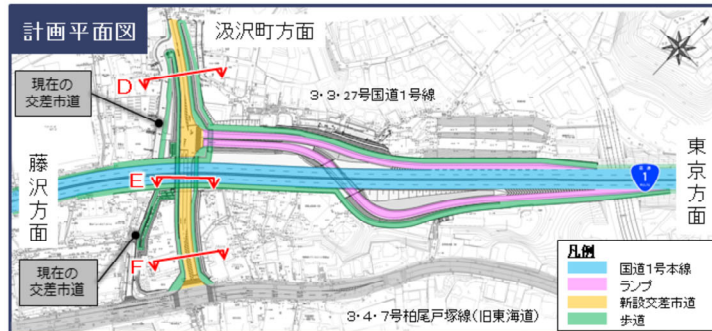 計画平面図
汲沢町方面
現在の
交差市道
D
3・3・27号国道1号線
藤沢方面
E
1
東京方面
現在の
交差市道
F
3・4・7号柏尾戸塚線(旧東海道)
凡例
国道1号本線
ランプ
新設交差市道
歩道